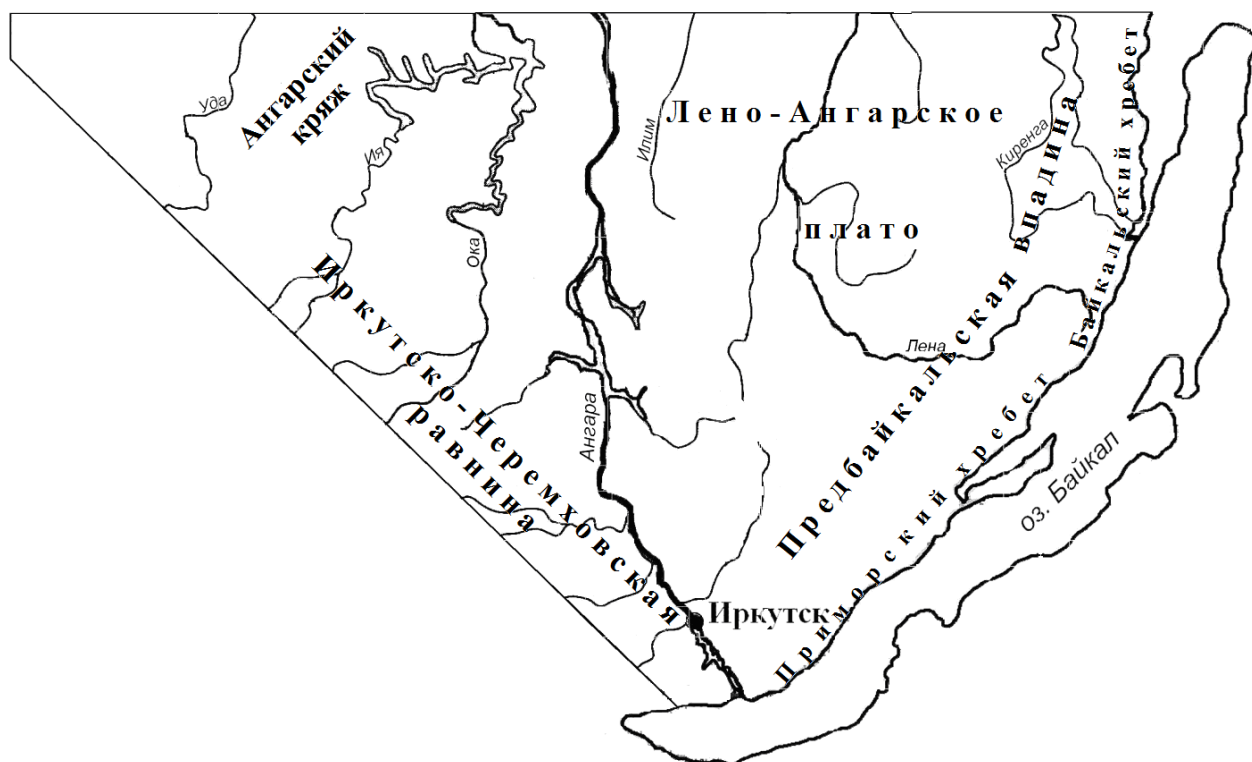 Ангарский
кряж
Уда
Ия
Ока
Илим
Лено-Ангарское
плато
Киренга
Лена
Ангара
Иркутско-Черемховская
равнина
Предбайкальская впадина
Байкальский хребет
Приморский хребет
оз. Байкал
Иркутск